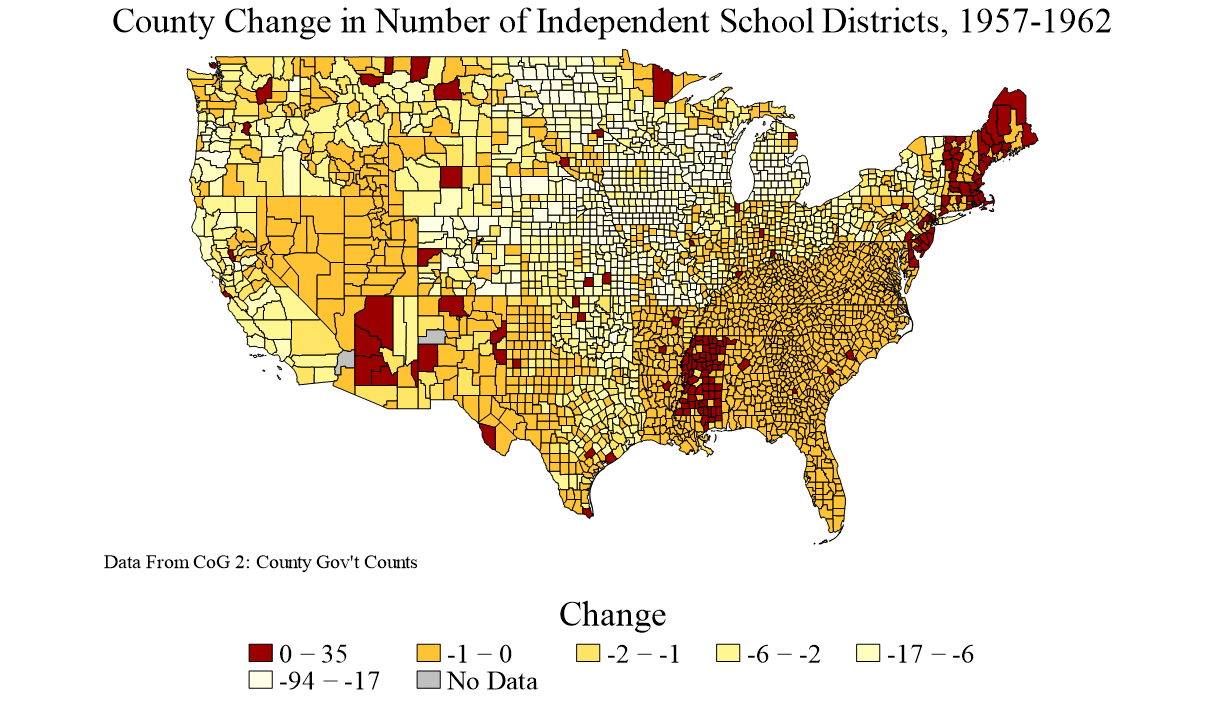 County Change in Number of Independent School Districts, 1957-1962
Data From CoG 2: County Gov't Counts
Change
0 − 35 -1 − 0 -2 − -1 -6 − -2 -17 − -6
-94 − -17 No Data